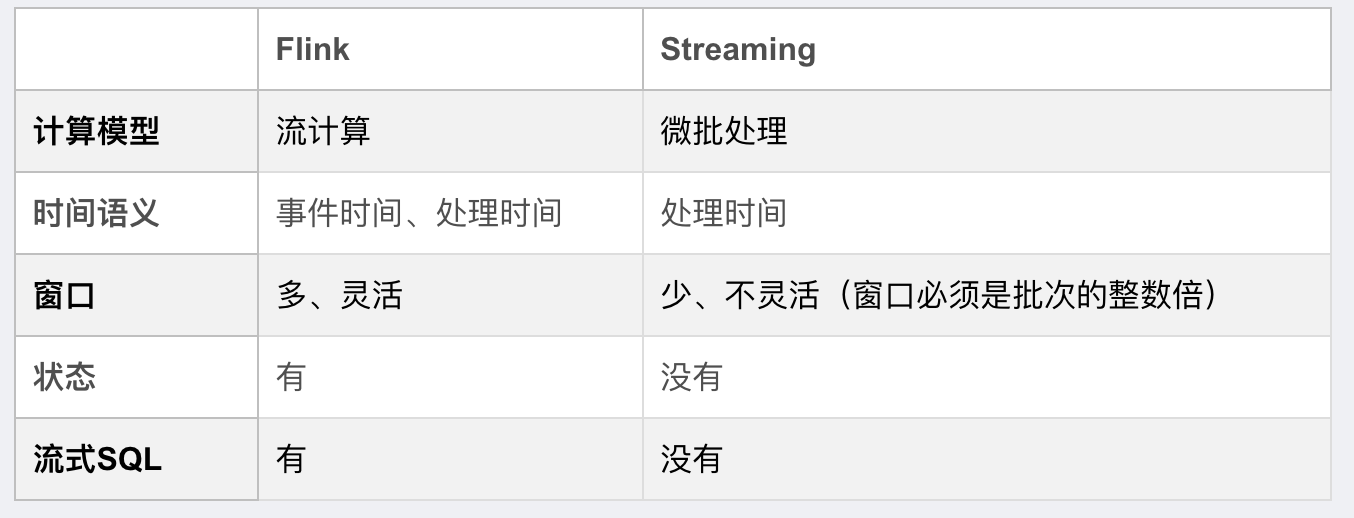 Flink Streaming
计算模型 流计算 微批处理
时间语义 事件时间、处理时间 处理时间
窗口 多、灵活 少、不灵活（窗口必须是批次的整数倍）
状态 有 没有
流式SQL 有 没有